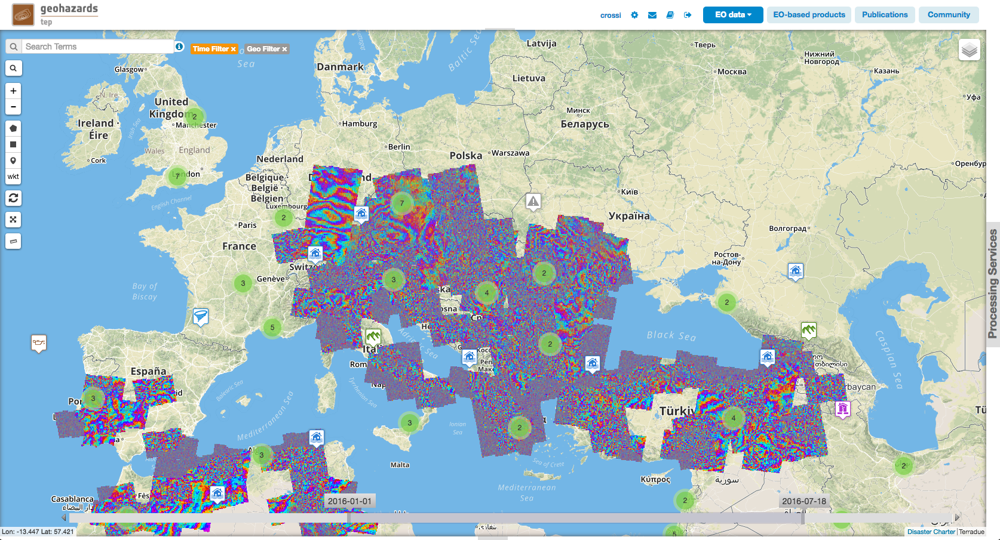 geohazards
tep
crossi
EO data
EO-based products
Publications
Community
Search Terms
Time Filter ×
Geo Filter ×
wkt
Sea
Baltic Sea
Danmark
Latvija
Lietuva
Тверь
Москва
Нижний
Новгород
Казань
Уфа
Glasgow
N. Ire.
United
Kingdom
2
Manchester
Ireland ·
Éire
Irish Sea
Wales
England
Cork
7
London
English Channel
Hamburg
Berlin
Nederland
Polska
Warszawa
Минск
Беларусь
Оренбур
Belgique ·
België ·
Belgien
Luxembourg
2
7
Київ
Україна
Paris
France
Волгоград
Ростов-
на-Дону
Switz
Genève
3
3
2
4
2
Bay of
Biscay
5
Black Sea
Caspian Sea
Adriatic Sea
Ital
Rom
Nap
2
España
Balearic Sea
Tyrrhenian Sea
Mediterranean Sea
Por
3
id
3
Ionian
Sea
2
Türkiy
4
თბილისი
baycan
Malta
Sea of Crete
Mediterranean
Sea
Κύπρος
سورية
3
2
2
Casablanca
الدار البيضاء
Fès
بنغازي
5
2016-01-01
2016-07-18
Processing Services
Lon: -13.447 Lat: 57.421
Disaster Charter | Terradue